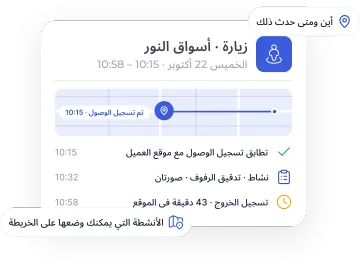 أين ومتى حدث ذلك
زيارة · أسواق النور
الخميس 22 أكتوبر · 10:15 – 10:58
تم تسجيل الوصول · 10:15
تطابق تسجيل الوصول مع موقع العميل 10:15
نشاط · تدقيق الرفوف · صورتان 10:32
تسجيل الخروج · 43 دقيقة في الموقع 10:58
الأنشطة التي يمكنك وضعها على الخريطة